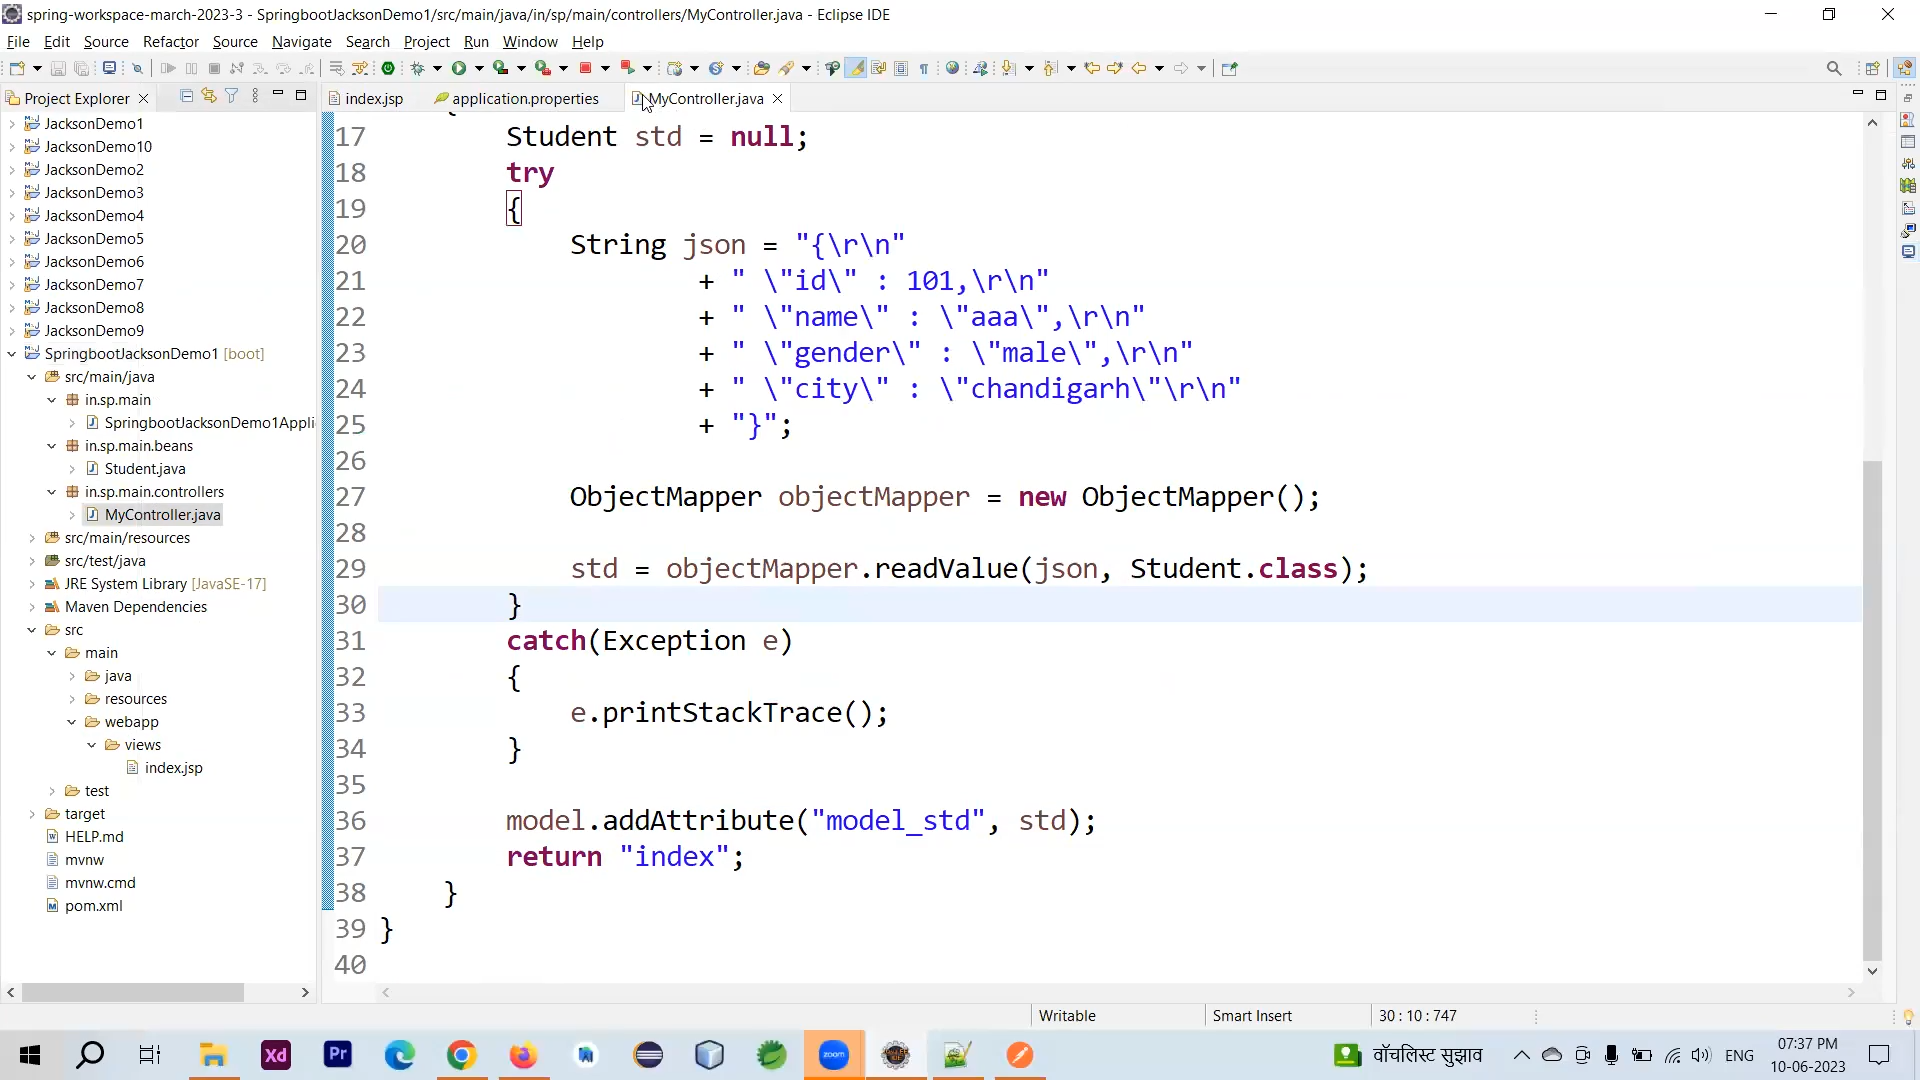 spring-workspace-march-2023-3 - SpringbootJacksonDemo1/src/main/java/in/sp/main/controllers/MyController.java - Eclipse IDE
File Edit Source Refactor Source Navigate Search Project Run Window Help
Project Explorer
index.jsp application.properties MyController.java
JacksonDemo1
JacksonDemo10
JacksonDemo2
JacksonDemo3
JacksonDemo4
JacksonDemo5
JacksonDemo6
JacksonDemo7
JacksonDemo8
JacksonDemo9
SpringbootJacksonDemo1 [boot]
src/main/java
in.sp.main
SpringbootJacksonDemo1Appli
in.sp.main.beans
Student.java
in.sp.main.controllers
MyController.java
src/main/resources
src/test/java
JRE System Library [JavaSE-17]
Maven Dependencies
src
main
java
resources
webapp
views
index.jsp
test
target
HELP.md
mvnw
mvnw.cmd
pom.xml
17 Student std = null;
18 try
19 {
20 String json = "{\r\n"
21 + " \"id\" : 101,\r\n"
22 + " \"name\" : \"aaa\",\r\n"
23 + " \"gender\" : \"male\",\r\n"
24 + " \"city\" : \"chandigarh\"\r\n"
25 + "}";
26
27 ObjectMapper objectMapper = new ObjectMapper();
28
29 std = objectMapper.readValue(json, Student.class);
30 }
31 catch(Exception e)
32 {
33 e.printStackTrace();
34 }
35
36 model.addAttribute("model_std", std);
37 return "index";
38 }
39 }
40
Writable Smart Insert 30 : 10 : 747
Xd Pr zoom वॉचलिस्ट सुझाव ENG 07:37 PM
10-06-2023